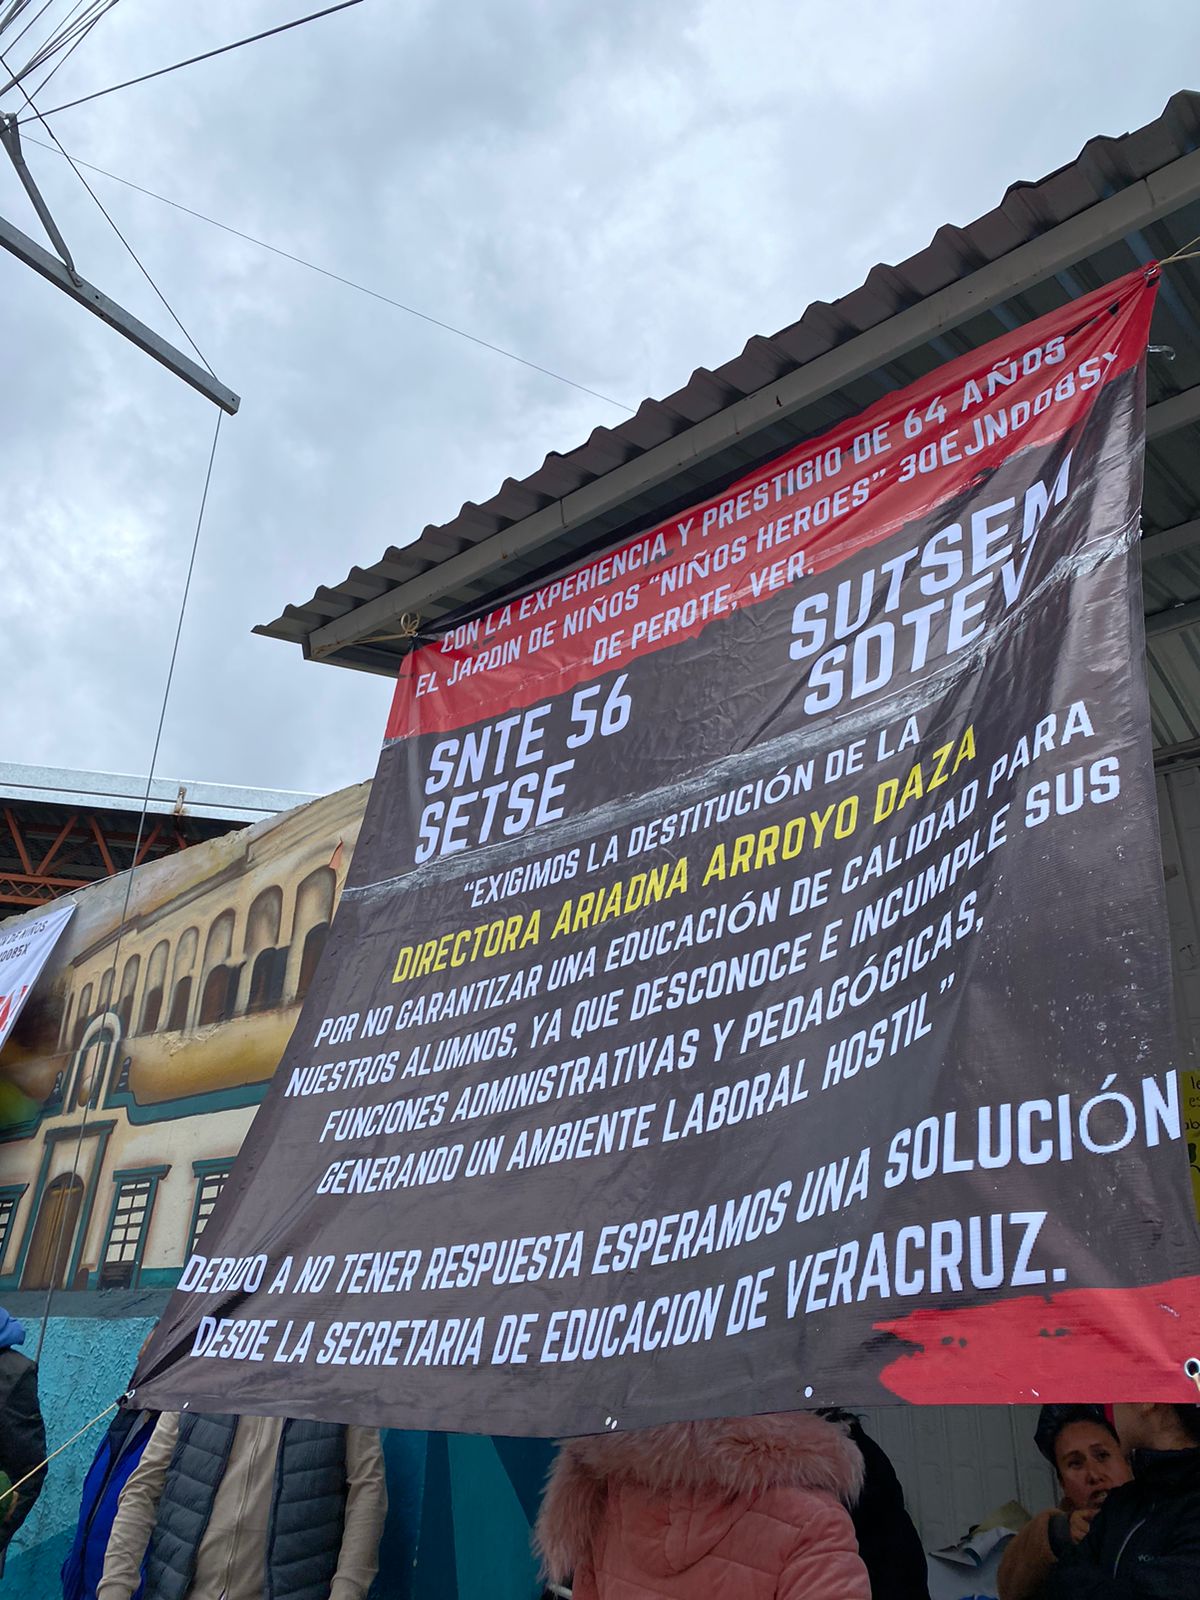 CON LA EXPERIENCIA Y PRESTIGIO DE 64 AÑOS
EL JARDIN DE NIÑOS “NIÑOS HEROES” 30EJN0085X
DE PEROTE, VER.
SNTE 56
SETSE
SUTSEM
SDTEV
“EXIGIMOS LA DESTITUCIÓN DE LA
DIRECTORA ARIADNA ARROYO DAZA
POR NO GARANTIZAR UNA EDUCACIÓN DE CALIDAD PARA
NUESTROS ALUMNOS, YA QUE DESCONOCE E INCUMPLE SUS
FUNCIONES ADMINISTRATIVAS Y PEDAGÓGICAS,
GENERANDO UN AMBIENTE LABORAL HOSTIL ”
DEBIDO A NO TENER RESPUESTA ESPERAMOS UNA SOLUCIÓN
DESDE LA SECRETARIA DE EDUCACION DE VERACRUZ.
DE NIÑOS